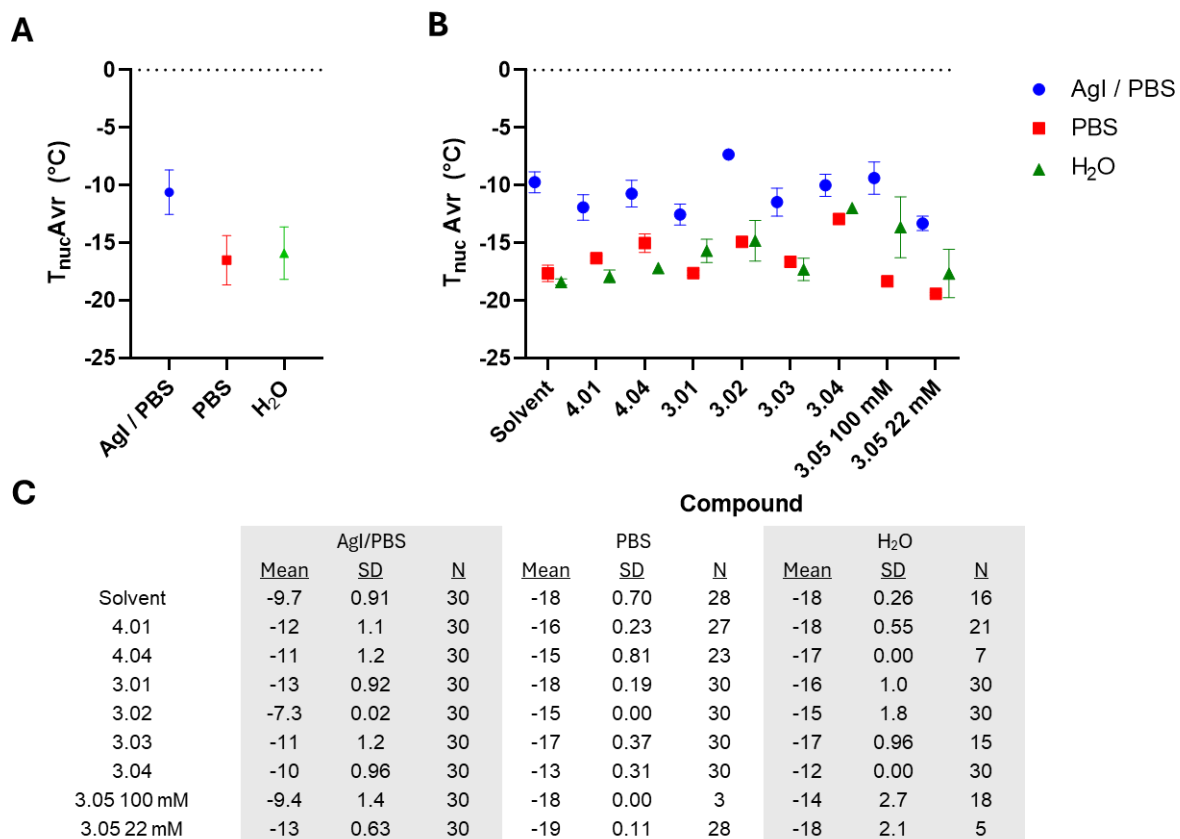 A
T_nuc Avr (°C)
0
-5
-10
-15
-20
-25
AgI / PBS
PBS
H₂O
B
T_nuc Avr (°C)
0
-5
-10
-15
-20
-25
Solvent
4.01
4.04
3.01
3.02
3.03
3.04
3.05 100 mM
3.05 22 mM
Compound
AgI / PBS
PBS
H₂O
C
AgI/PBS PBS H₂O
Mean SD N Mean SD N Mean SD N
Solvent -9.7 0.91 30 -18 0.70 28 -18 0.26 16
4.01 -12 1.1 30 -16 0.23 27 -18 0.55 21
4.04 -11 1.2 30 -15 0.81 23 -17 0.00 7
3.01 -13 0.92 30 -18 0.19 30 -16 1.0 30
3.02 -7.3 0.02 30 -15 0.00 30 -15 1.8 30
3.03 -11 1.2 30 -17 0.37 30 -17 0.96 15
3.04 -10 0.96 30 -13 0.31 30 -12 0.00 30
3.05 100 mM -9.4 1.4 30 -18 0.00 3 -14 2.7 18
3.05 22 mM -13 0.63 30 -19 0.11 28 -18 2.1 5